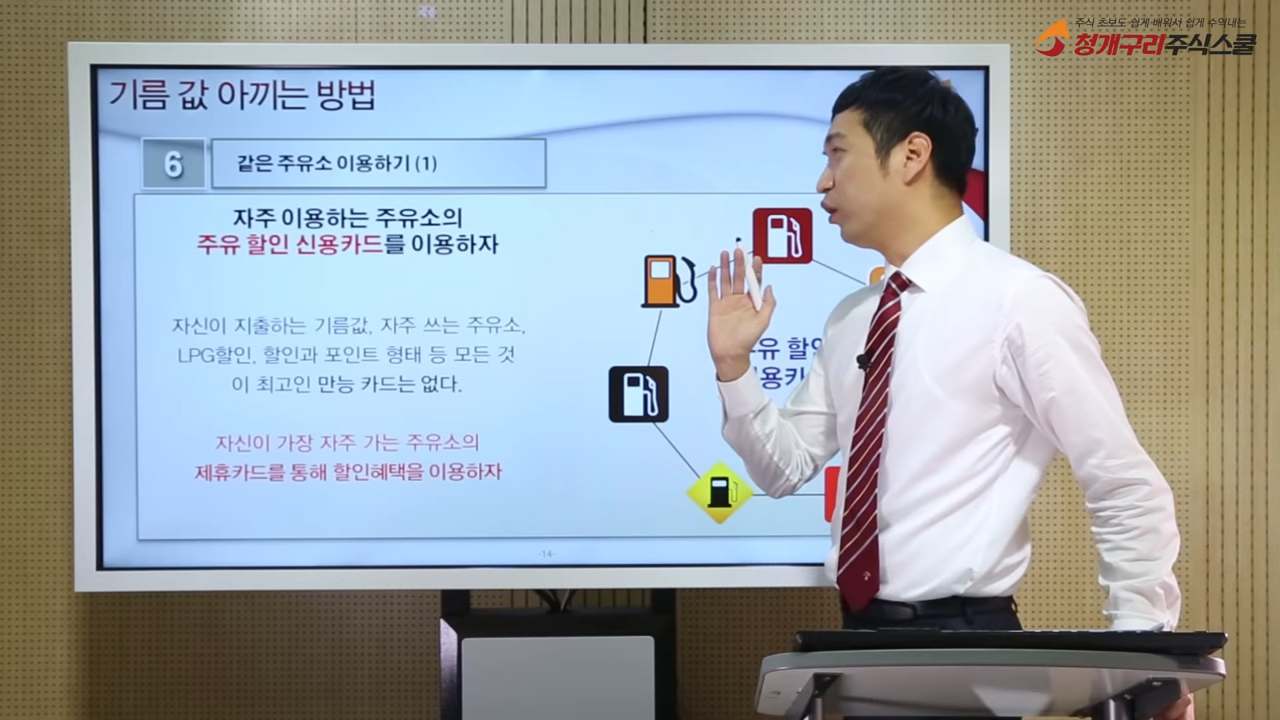 주식 초보도 쉽게 배워서 쉽게 수익내는
청개구리주식스쿨
기름 값 아끼는 방법
6
같은 주유소 이용하기 (1)
자주 이용하는 주유소의
주유 할인 신용카드를 이용하자
자신이 지출하는 기름값, 자주 쓰는 주유소,
LPG할인, 할인과 포인트 형태 등 모든 것
이 최고인 만능 카드는 없다.
자신이 가장 자주 가는 주유소의
제휴카드를 통해 할인혜택을 이용하자
유 할인
용카
-14-